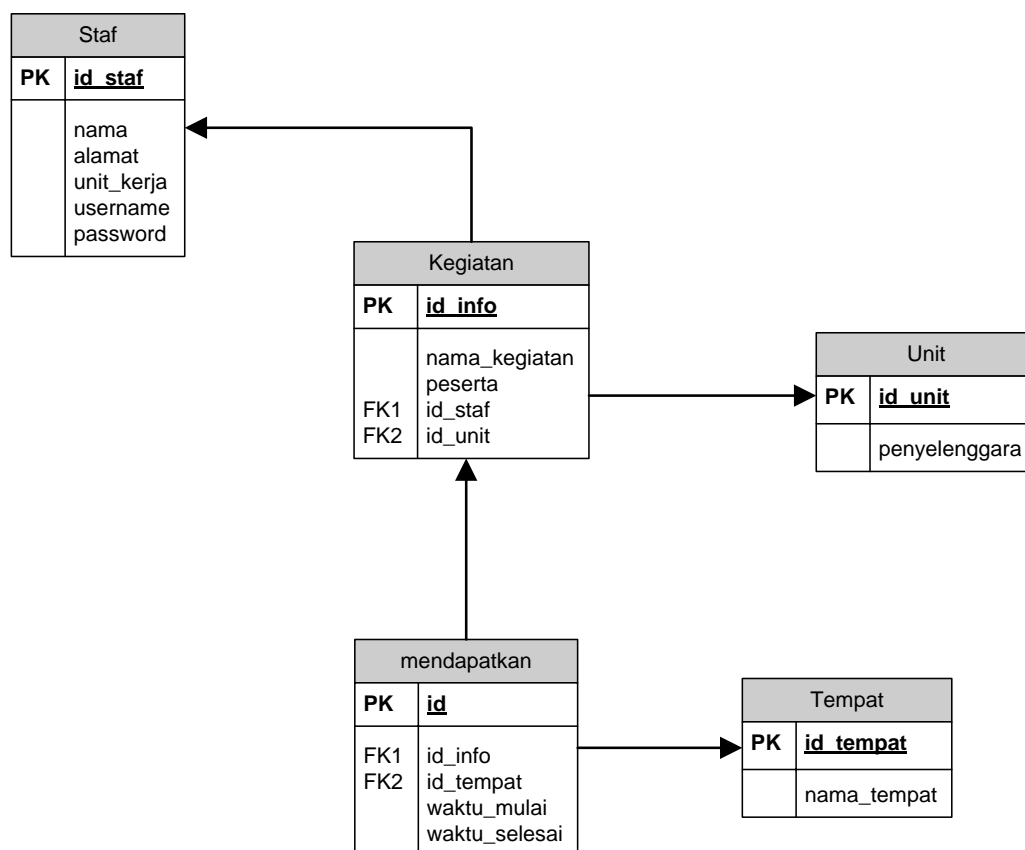 Staf
PK id_staf
nama
alamat
unit_kerja
username
password
Kegiatan
PK id_info
nama_kegiatan
peserta
FK1 id_staf
FK2 id_unit
Unit
PK id_unit
penyelenggara
mendapatkan
PK id
FK1 id_info
FK2 id_tempat
waktu_mulai
waktu_selesai
Tempat
PK id_tempat
nama_tempat